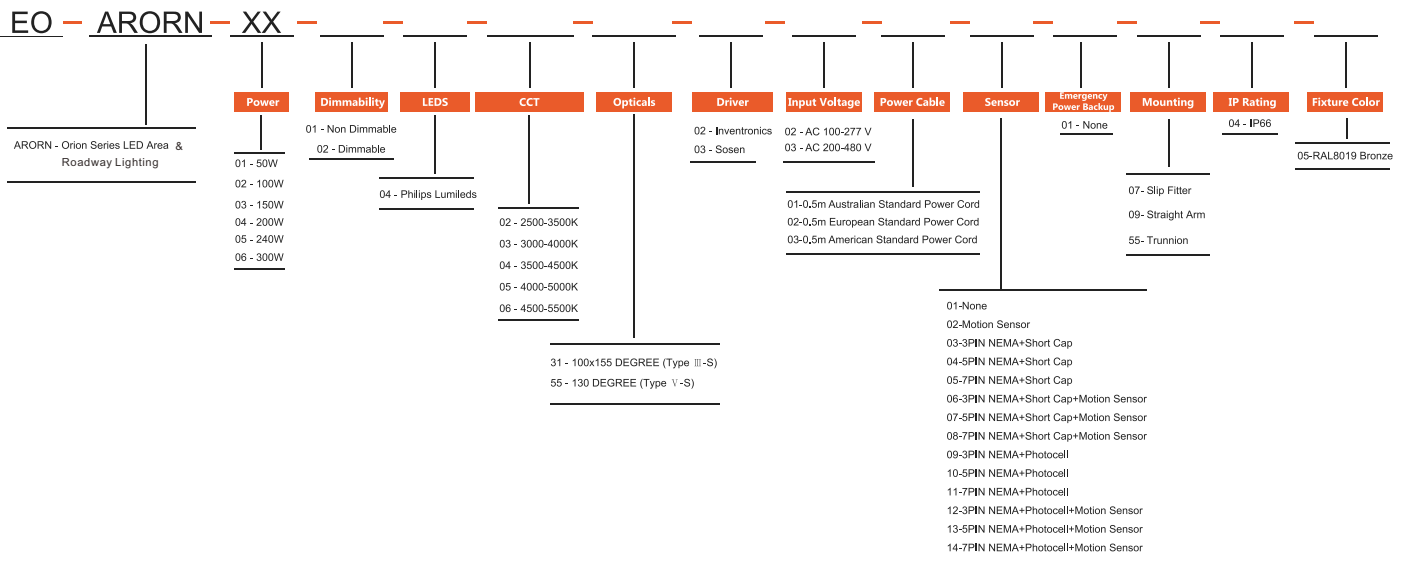 EO — ARORN — XX — — — — — — — — — — — —
ARORN - Orion Series LED Area &
Roadway Lighting
Power
01 - 50W
02 - 100W
03 - 150W
04 - 200W
05 - 240W
06 - 300W
Dimmability
01 - Non Dimmable
02 - Dimmable
LEDS
04 - Philips Lumileds
CCT
02 - 2500-3500K
03 - 3000-4000K
04 - 3500-4500K
05 - 4000-5000K
06 - 4500-5500K
Opticals
31 - 100x155 DEGREE (Type Ⅲ-S)
55 - 130 DEGREE (Type Ⅴ-S)
Driver
02 - Inventronics
03 - Sosen
Input Voltage
02 - AC 100-277 V
03 - AC 200-480 V
Power Cable
01-0.5m Australian Standard Power Cord
02-0.5m European Standard Power Cord
03-0.5m American Standard Power Cord
Sensor
01-None
02-Motion Sensor
03-3PIN NEMA+Short Cap
04-5PIN NEMA+Short Cap
05-7PIN NEMA+Short Cap
06-3PIN NEMA+Short Cap+Motion Sensor
07-5PIN NEMA+Short Cap+Motion Sensor
08-7PIN NEMA+Short Cap+Motion Sensor
09-3PIN NEMA+Photocell
10-5PIN NEMA+Photocell
11-7PIN NEMA+Photocell
12-3PIN NEMA+Photocell+Motion Sensor
13-5PIN NEMA+Photocell+Motion Sensor
14-7PIN NEMA+Photocell+Motion Sensor
Emergency
Power Backup
01 - None
Mounting
07- Slip Fitter
09- Straight Arm
55- Trunnion
IP Rating
04 - IP66
Fixture Color
05-RAL8019 Bronze